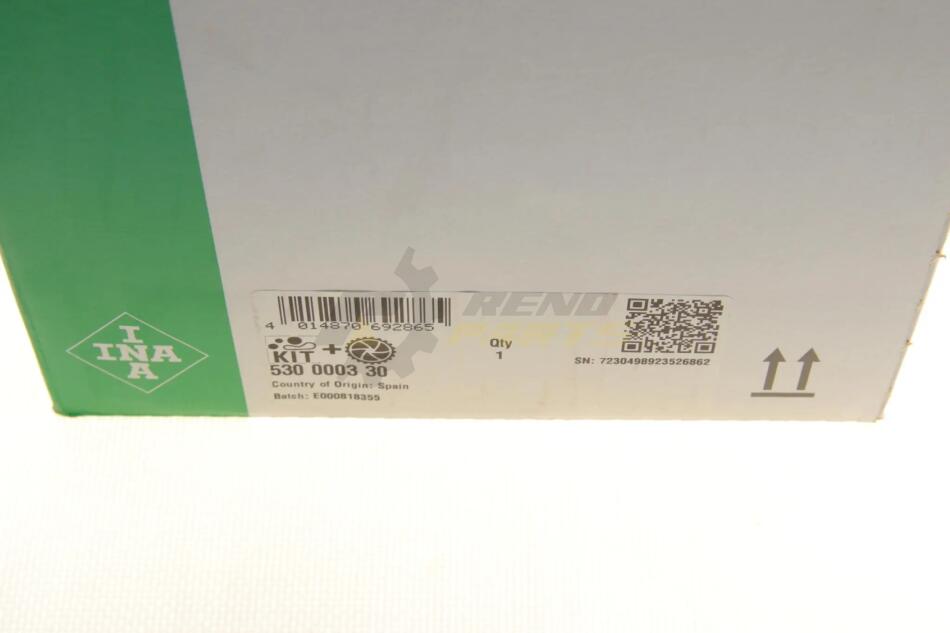 I
INA
A
4 014870 692865
KIT +
530 0003 30
Country of Origin: Spain
Batch: E000818355
Qty
1
SN: 7230498923526862
RENO
PARTS